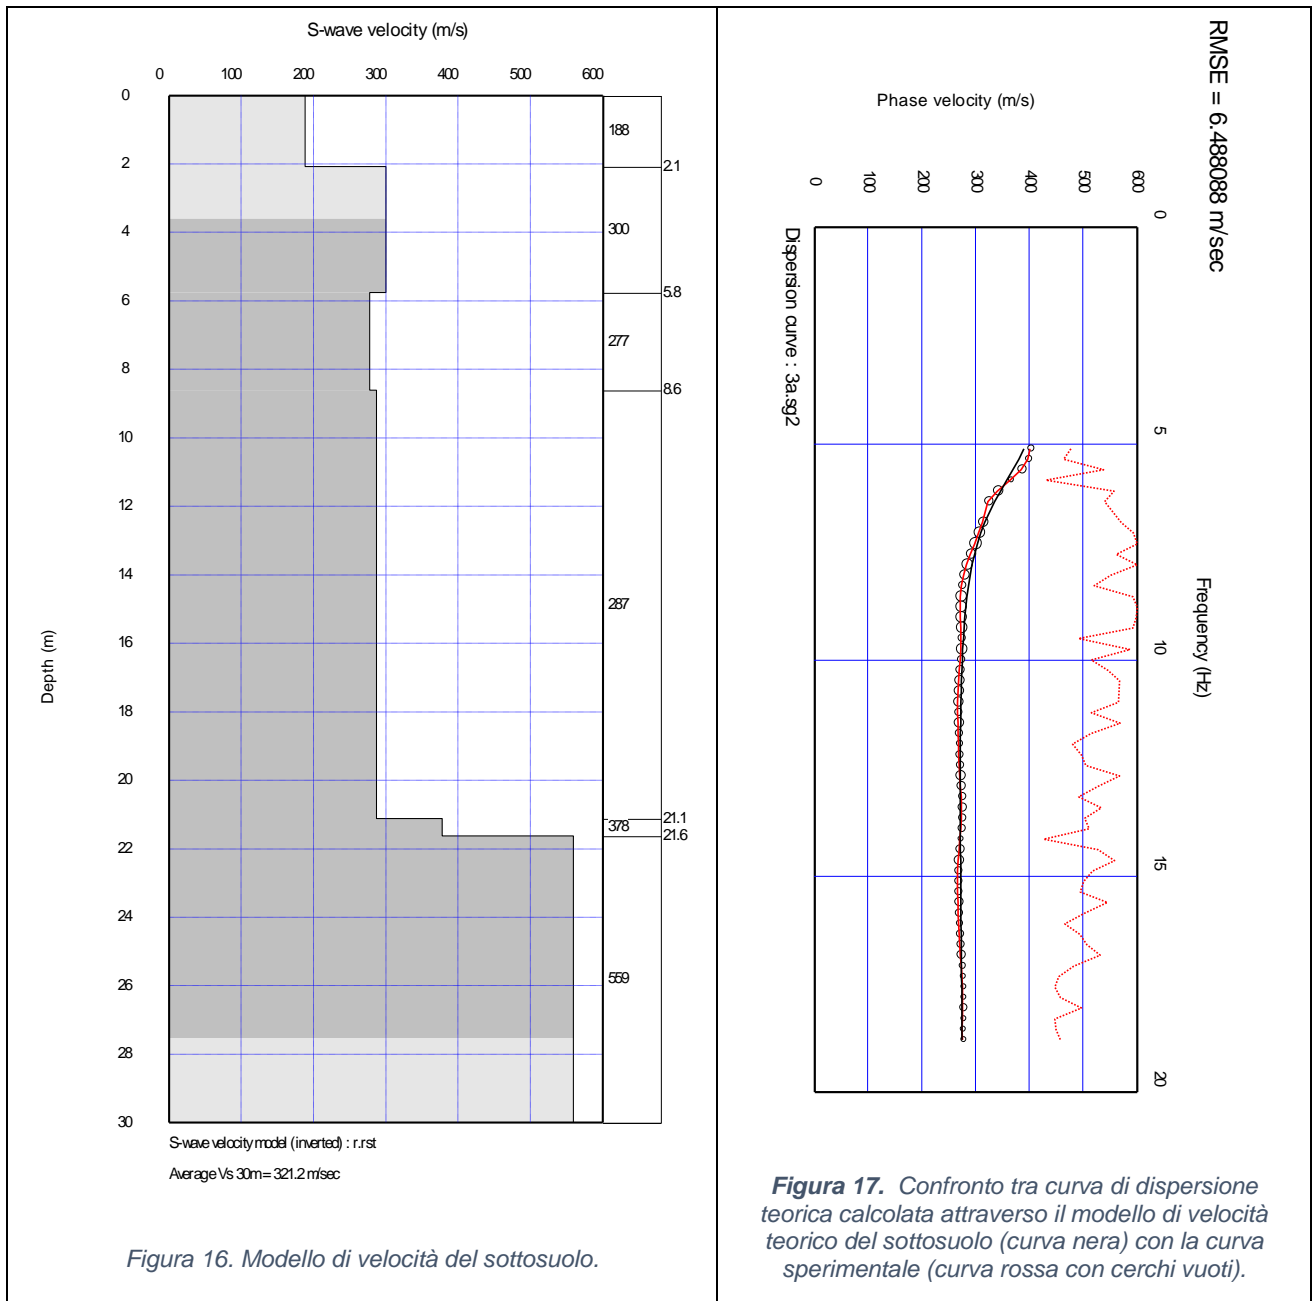 S-wave velocity (m/s)
0 100 200 300 400 500 600
0
2
4
6
8
10
12
14
16
18
20
22
24
26
28
30
Depth (m)
188
2.1
300
5.8
277
8.6
287
21.1
378
21.6
559
S-wave velocity model (inverted) : r.rst
Average Vs 30m = 321.2 m/sec
Figura 16. Modello di velocità del sottosuolo.
RMSE = 6.488088 m/sec
Phase velocity (m/s)
0 100 200 300 400 500 600
0
5
10
15
20
Frequency (Hz)
Dispersion curve : 3a.sg2
Figura 17. Confronto tra curva di dispersione
teorica calcolata attraverso il modello di velocità
teorico del sottosuolo (curva nera) con la curva
sperimentale (curva rossa con cerchi vuoti).